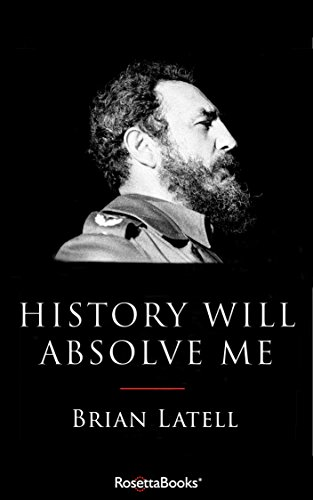 HISTORY WILL
ABSOLVE ME
BRIAN LATELL
RosettaBooks®